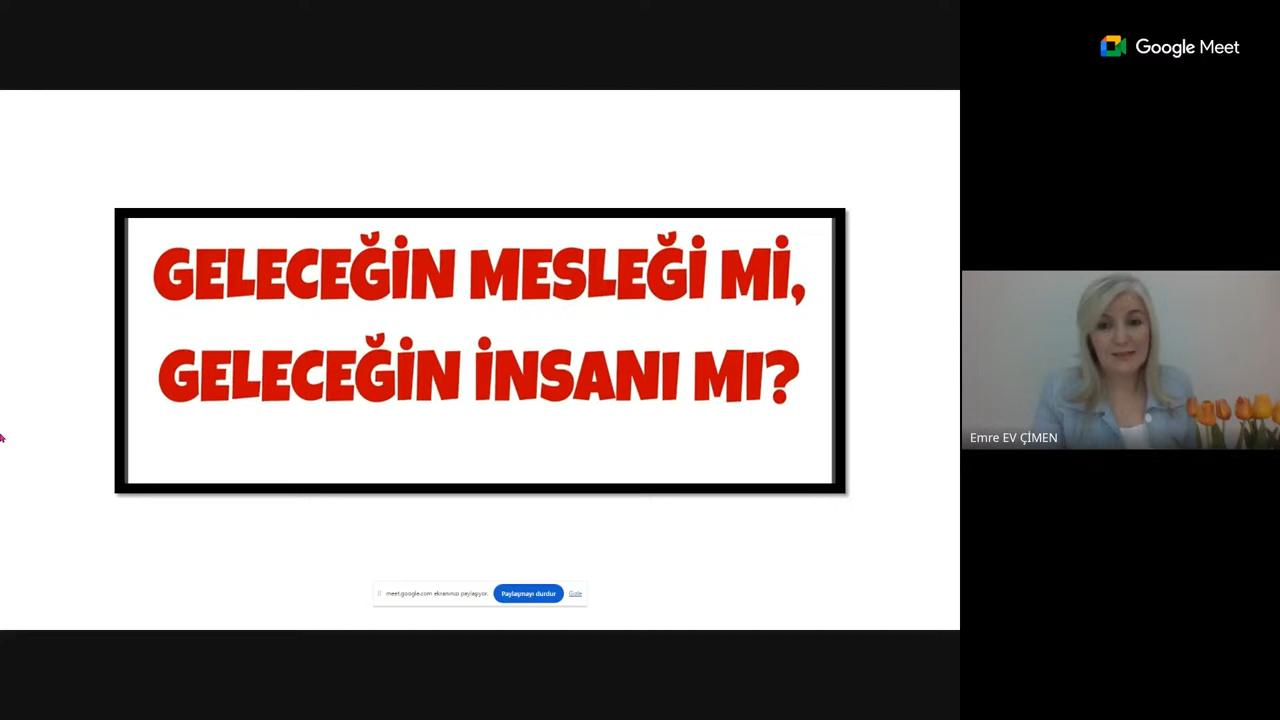 Google Meet
GELECEĞİN MESLEĞİ Mİ,
GELECEĞİN İNSANI MI?
Emre EV ÇİMEN
meet.google.com ekranınızı paylaşıyor.
Paylaşmayı durdur
Gizle